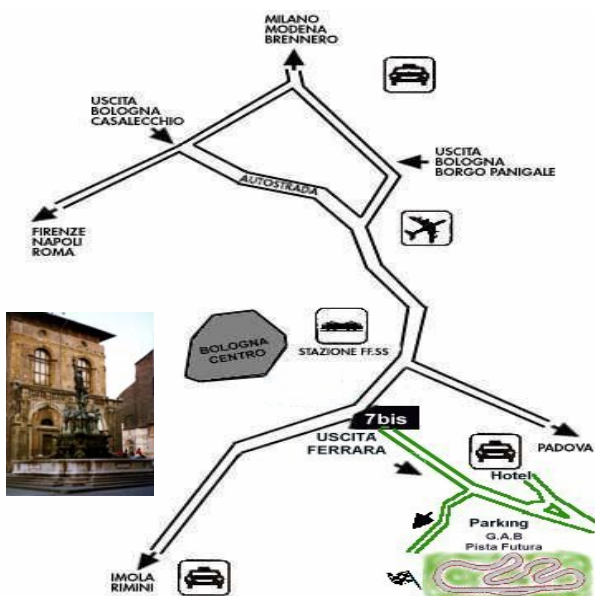 MILANO
MODENA
BRENNERO
USCITA
BOLOGNA
CASALECCHIO
USCITA
BOLOGNA
BORGO PANIGALE
AUTOSTRADA
FIRENZE
NAPOLI
ROMA
BOLOGNA
CENTRO
STAZIONE FF.SS
7bis
USCITA
FERRARA
PADOVA
Hotel
Parking
G.A.B
Pista Futura
IMOLA
RIMINI